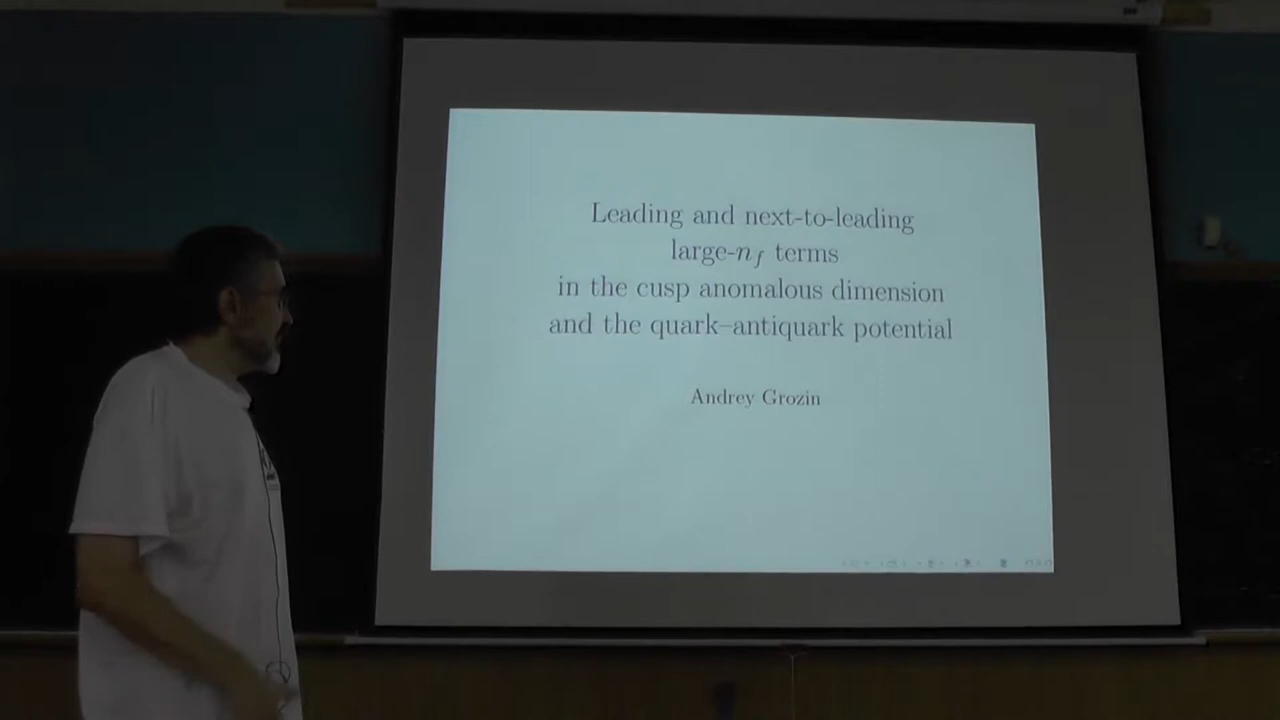 Leading and next-to-leading
large-n_f terms
in the cusp anomalous dimension
and the quark–antiquark potential
Andrey Grozin